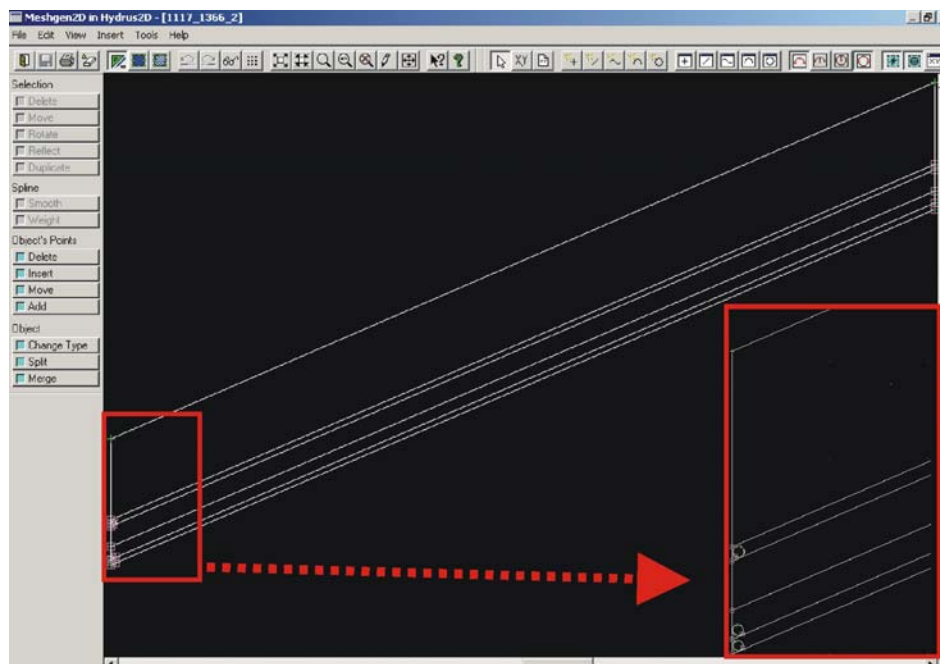 Meshgen2D in Hydrus2D - [1117_1366_2]
File Edit View Insert Tools Help
XY
Selection
Delete
Move
Rotate
Reflect
Duplicate
Spline
Smooth
Weight
Object's Points
Delete
Insert
Move
Add
Object
Change Type
Split
Merge